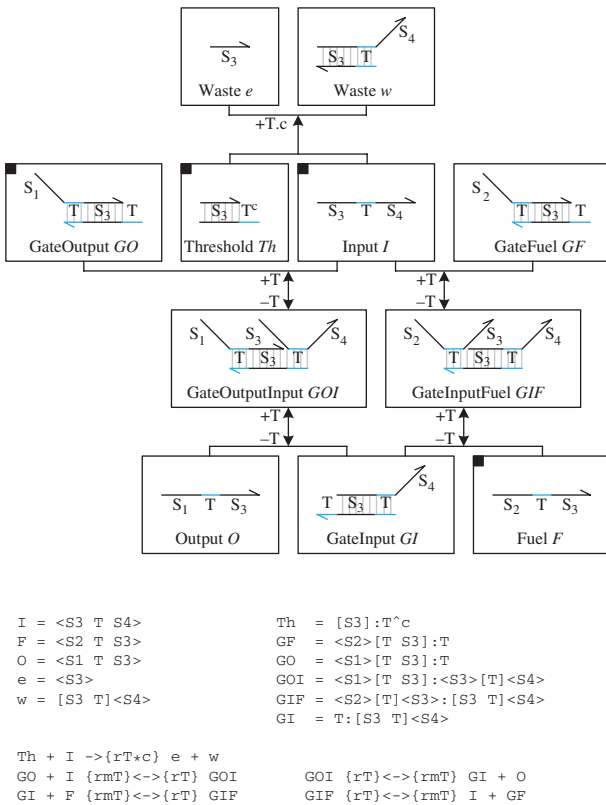 S3
Waste e
S3 T S4
Waste w
+T.c
S1 T S3 T
GateOutput GO
S3 T^c
Threshold Th
S3 T S4
Input I
S2 T S3 T
GateFuel GF
+T
–T
+T
–T
S1 S3 S4
T S3 T
GateOutputInput GOI
S2 S3 S4
T S3 T
GateInputFuel GIF
+T
–T
+T
–T
S1 T S3
Output O
T S3 T S4
GateInput GI
S2 T S3
Fuel F
I = <S3 T S4>
F = <S2 T S3>
O = <S1 T S3>
e = <S3>
w = [S3 T]<S4>
Th = [S3]:T^c
GF = <S2>[T S3]:T
GO = <S1>[T S3]:T
GOI = <S1>[T S3]:<S3>[T]<S4>
GIF = <S2>[T]<S3>:[S3 T]<S4>
GI = T:[S3 T]<S4>
Th + I ->{rT*c} e + w
GO + I {rmT}<->{rT} GOI GOI {rT}<->{rmT} GI + O
GI + F {rmT}<->{rT} GIF GIF {rT}<->{rmT} I + GF